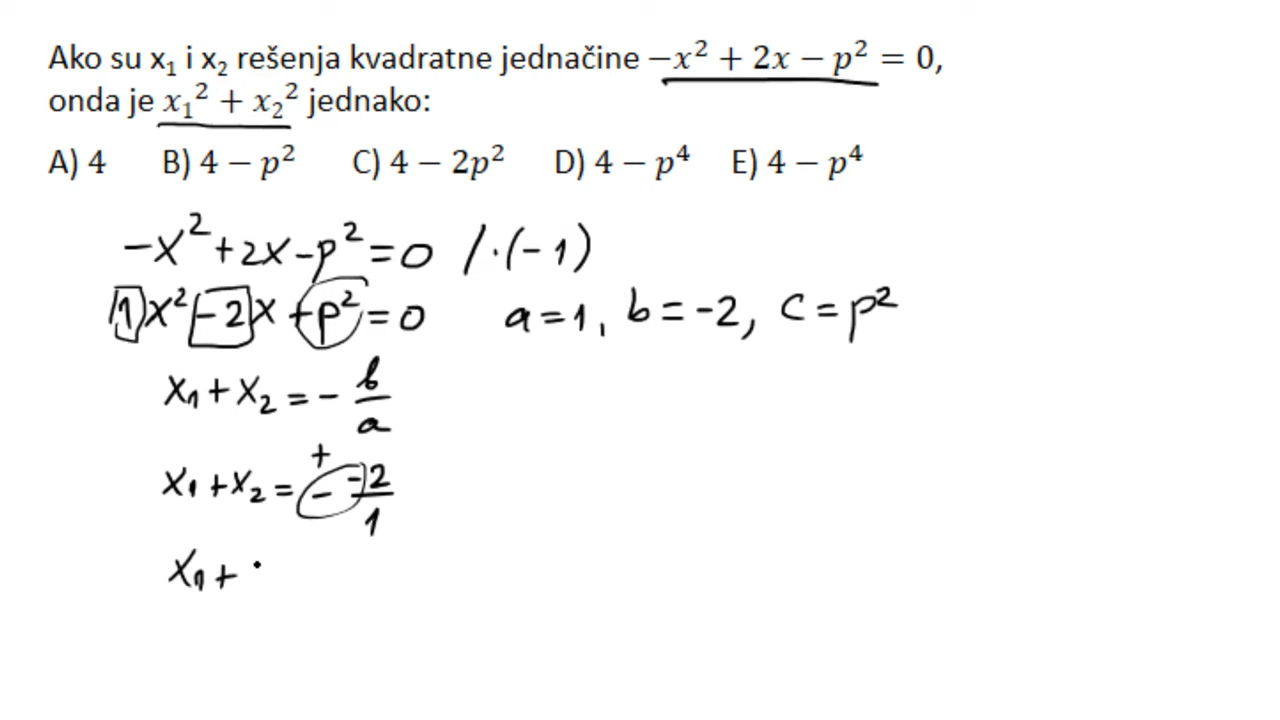 Ako su x₁ i x₂ rešenja kvadratne jednačine −x² + 2x − p² = 0,
onda je x₁² + x₂² jednako:
A) 4 B) 4 − p² C) 4 − 2p² D) 4 − p⁴ E) 4 − p⁴
−x² + 2x − p² = 0 / · (−1)
1x² − 2x + p² = 0 a = 1, b = −2, c = p²
x₁ + x₂ = − b/a
+
x₁ + x₂ = − −2/1
x₁ +